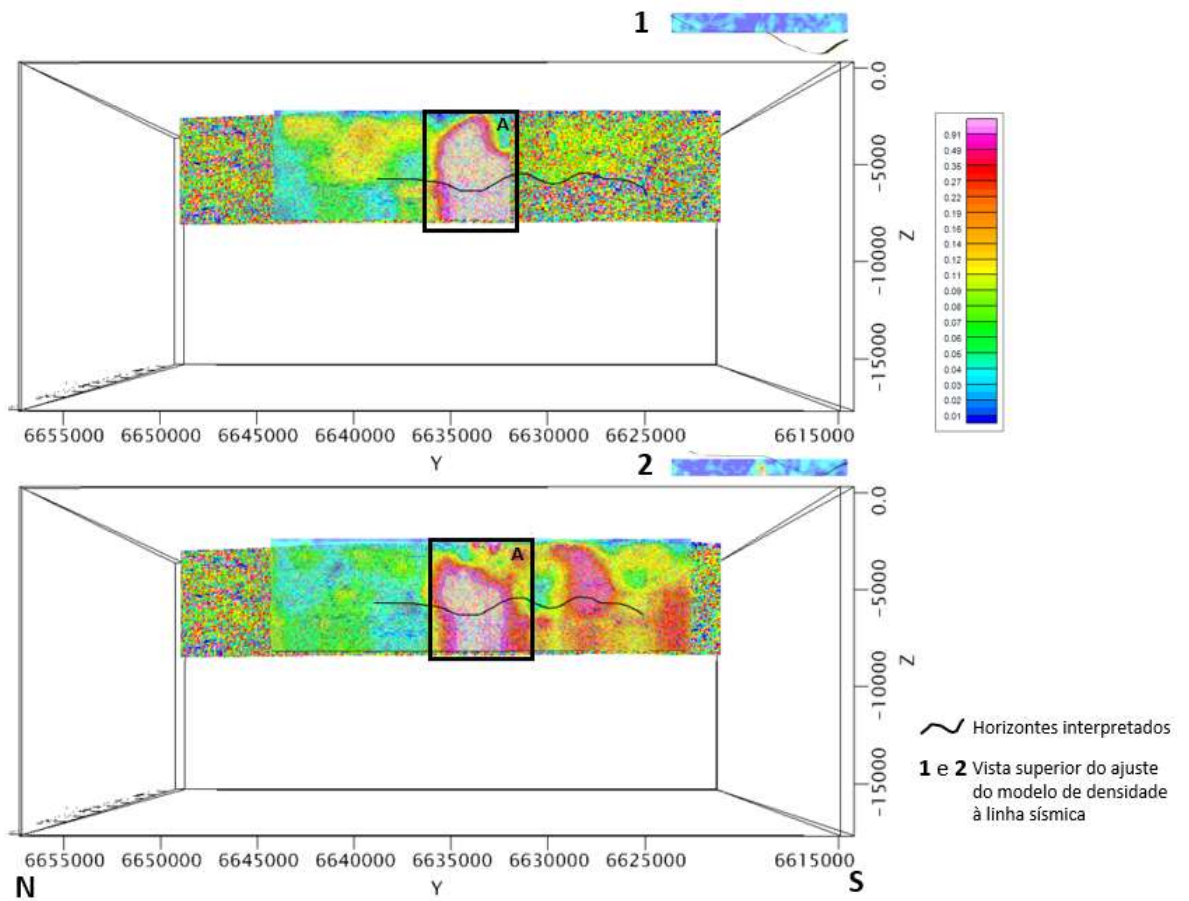 1
A
0.0
-5000
-10000
-15000
Z
6655000 6650000 6645000 6640000 6635000 6630000 6625000 6615000
Y
0.91
0.49
0.35
0.27
0.22
0.19
0.16
0.14
0.12
0.11
0.09
0.08
0.07
0.06
0.05
0.04
0.03
0.02
0.01
2
A
0.0
-5000
-10000
-15000
Z
6655000 6650000 6645000 6640000 6635000 6630000 6625000 6615000
Y
N
S
Horizontes interpretados
1 e 2 Vista superior do ajuste
do modelo de densidade
à linha sísmica